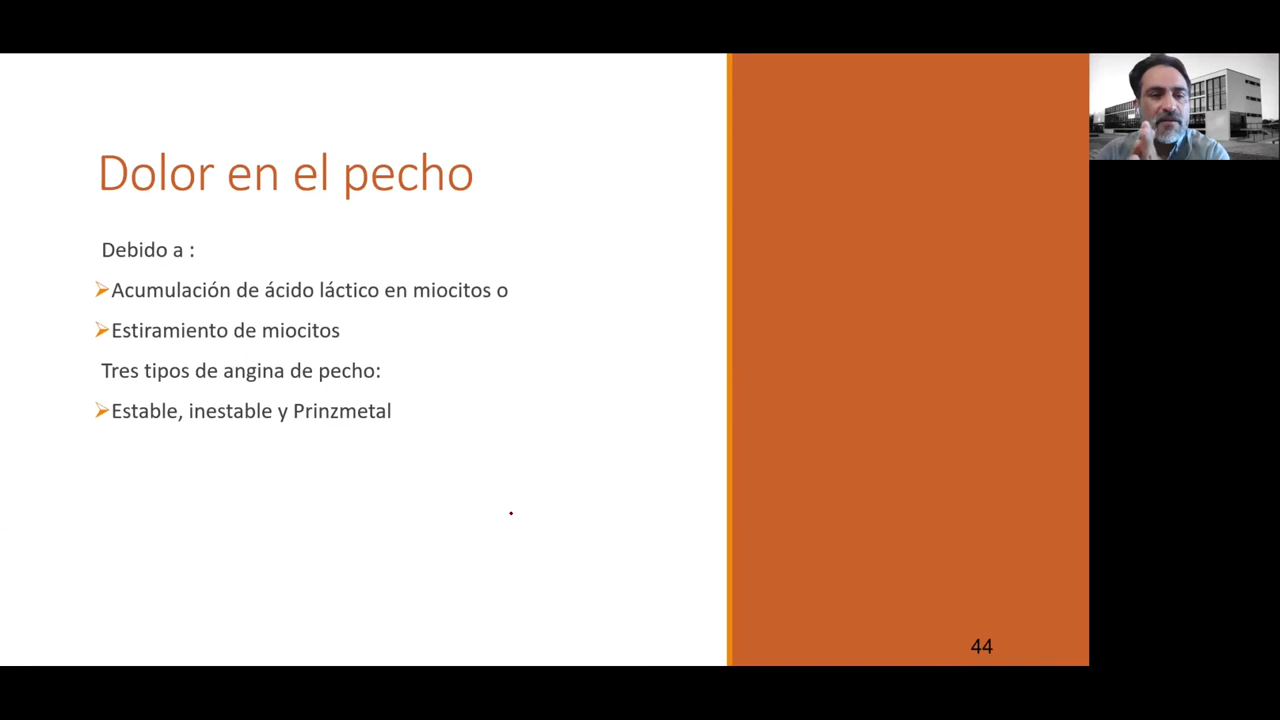 Dolor en el pecho
Debido a :
Acumulación de ácido láctico en miocitos o
Estiramiento de miocitos
Tres tipos de angina de pecho:
Estable, inestable y Prinzmetal
44